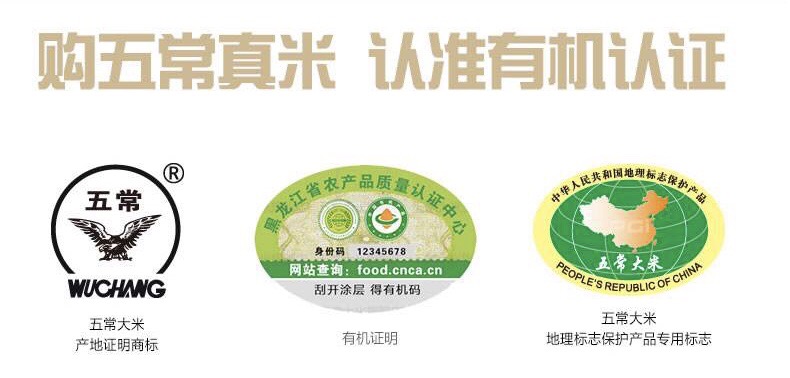 购五常真米 认准有机认证
五常
WUCHANG
®
五常大米
产地证明商标
黑龙江省农产品质量认证中心
身份码 12345678
网站查询：food.cnca.cn
刮开涂层 得有机码
有机证明
中华人民共和国地理标志保护产品
PGI
五常大米
PEOPLE'S REPUBLIC OF CHINA
五常大米
地理标志保护产品专用标志